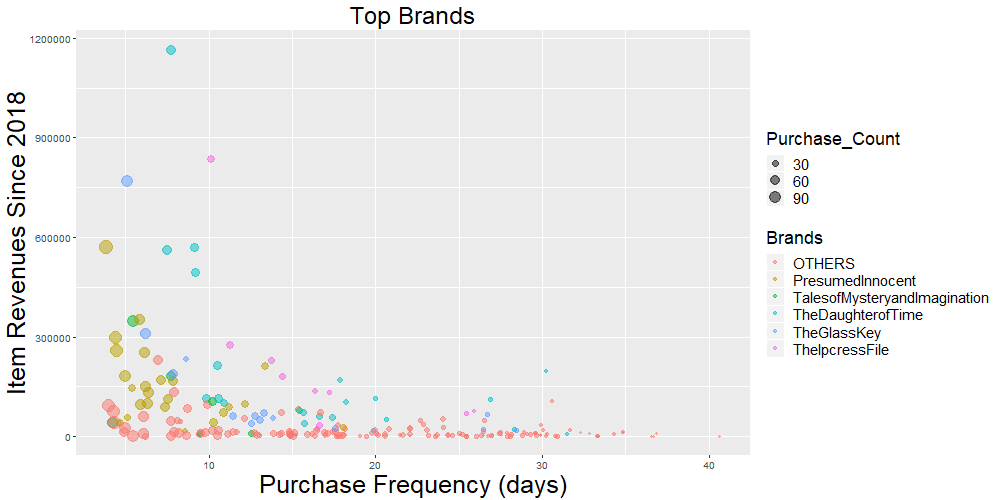 Top Brands
Item Revenues Since 2018
1200000
900000
600000
300000
0
10
20
30
40
Purchase Frequency (days)
Purchase_Count
30
60
90
Brands
OTHERS
PresumedInnocent
TalesofMysteryandImagination
TheDaughterofTime
TheGlassKey
TheIpcressFile